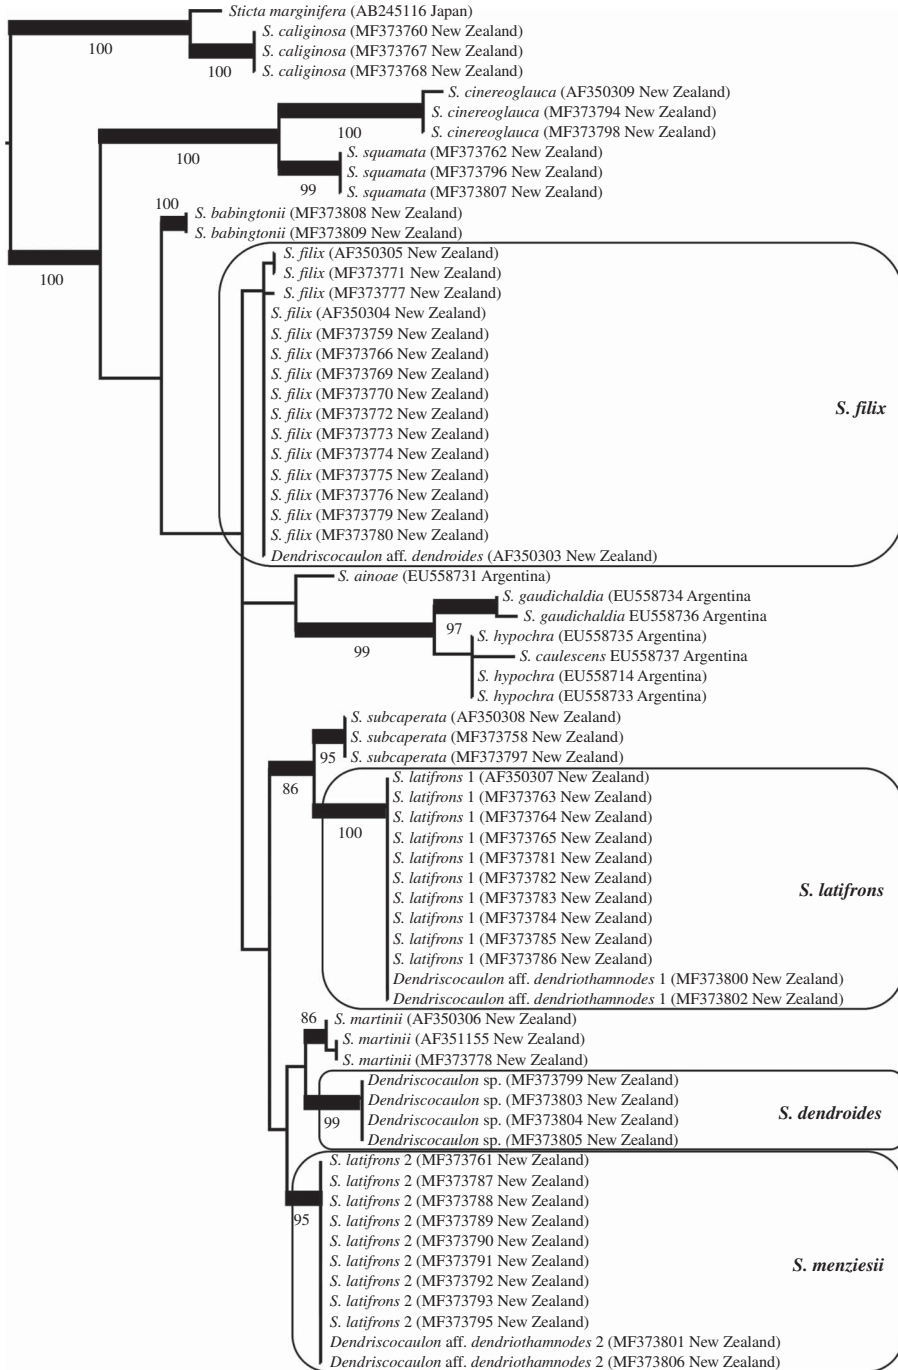 Sticta marginifera (AB245116 Japan)
S. caliginosa (MF373760 New Zealand)
100
S. caliginosa (MF373767 New Zealand)
100
S. caliginosa (MF373768 New Zealand)
S. cinereoglauca (AF350309 New Zealand)
S. cinereoglauca (MF373794 New Zealand)
100
S. cinereoglauca (MF373798 New Zealand)
100
S. squamata (MF373762 New Zealand)
S. squamata (MF373796 New Zealand)
99
S. squamata (MF373807 New Zealand)
100
S. babingtonii (MF373808 New Zealand)
S. babingtonii (MF373809 New Zealand)
100
S. filix (AF350305 New Zealand)
S. filix (MF373771 New Zealand)
S. filix (MF373777 New Zealand)
S. filix (AF350304 New Zealand)
S. filix (MF373759 New Zealand)
S. filix (MF373766 New Zealand)
S. filix (MF373769 New Zealand)
S. filix (MF373770 New Zealand)
S. filix (MF373772 New Zealand)
S. filix
S. filix (MF373773 New Zealand)
S. filix (MF373774 New Zealand)
S. filix (MF373775 New Zealand)
S. filix (MF373776 New Zealand)
S. filix (MF373779 New Zealand)
S. filix (MF373780 New Zealand)
Dendriscocaulon aff. dendroides (AF350303 New Zealand)
S. ainoae (EU558731 Argentina)
S. gaudichaldia (EU558734 Argentina
S. gaudichaldia EU558736 Argentina
97
S. hypochra (EU558735 Argentina)
99
S. caulescens EU558737 Argentina
S. hypochra (EU558714 Argentina)
S. hypochra (EU558733 Argentina)
S. subcaperata (AF350308 New Zealand)
S. subcaperata (MF373758 New Zealand)
95
S. subcaperata (MF373797 New Zealand)
86
S. latifrons 1 (AF350307 New Zealand)
S. latifrons 1 (MF373763 New Zealand)
S. latifrons 1 (MF373764 New Zealand)
100
S. latifrons 1 (MF373765 New Zealand)
S. latifrons 1 (MF373781 New Zealand)
S. latifrons 1 (MF373782 New Zealand)
S. latifrons
S. latifrons 1 (MF373783 New Zealand)
S. latifrons 1 (MF373784 New Zealand)
S. latifrons 1 (MF373785 New Zealand)
S. latifrons 1 (MF373786 New Zealand)
Dendriscocaulon aff. dendriothamnodes 1 (MF373800 New Zealand)
Dendriscocaulon aff. dendriothamnodes 1 (MF373802 New Zealand)
86
S. martinii (AF350306 New Zealand)
S. martinii (AF351155 New Zealand)
S. martinii (MF373778 New Zealand)
Dendriscocaulon sp. (MF373799 New Zealand)
Dendriscocaulon sp. (MF373803 New Zealand)
S. dendroides
99
Dendriscocaulon sp. (MF373804 New Zealand)
Dendriscocaulon sp. (MF373805 New Zealand)
S. latifrons 2 (MF373761 New Zealand)
S. latifrons 2 (MF373787 New Zealand)
S. latifrons 2 (MF373788 New Zealand)
95
S. latifrons 2 (MF373789 New Zealand)
S. latifrons 2 (MF373790 New Zealand)
S. latifrons 2 (MF373791 New Zealand)
S. menziesii
S. latifrons 2 (MF373792 New Zealand)
S. latifrons 2 (MF373793 New Zealand)
S. latifrons 2 (MF373795 New Zealand)
Dendriscocaulon aff. dendriothamnodes 2 (MF373801 New Zealand)
Dendriscocaulon aff. dendriothamnodes 2 (MF373806 New Zealand)